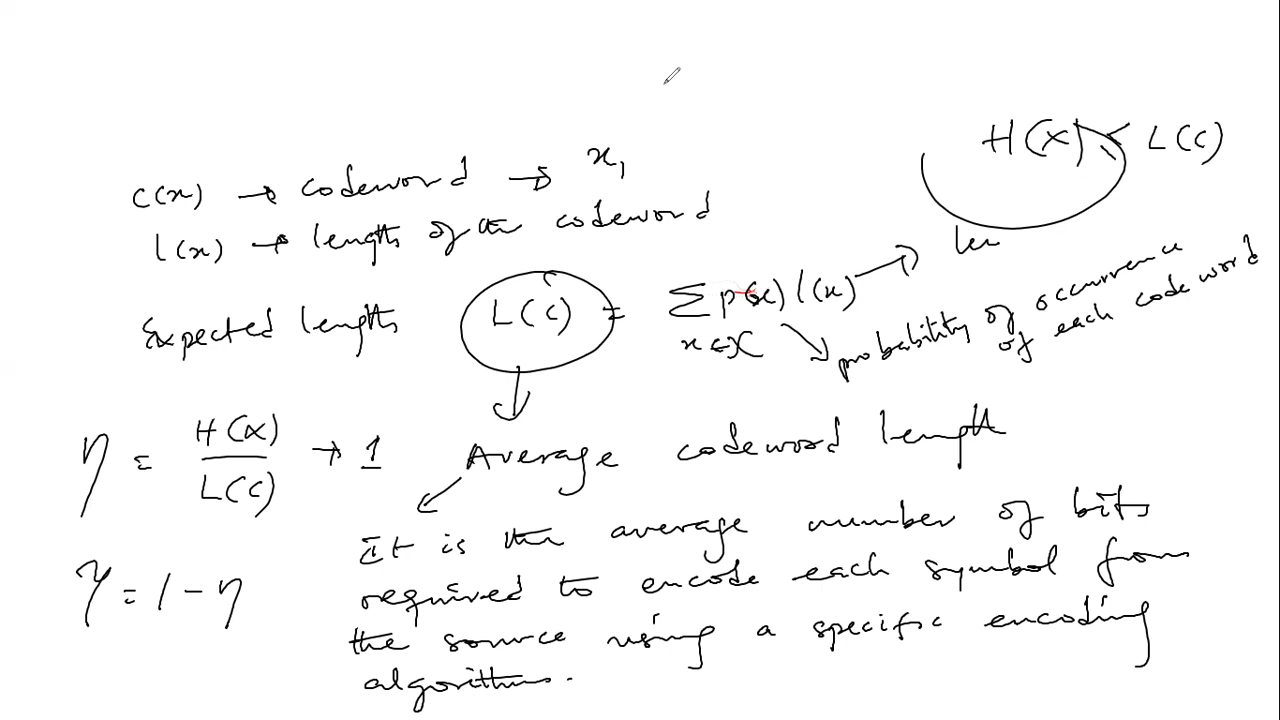 H(X) < L(C)
C(x) → codeword → x₁
l(x) → length of the codeword
Expected length L(C) = Σ p(x) l(x) → len
x ∈ X
probability of occurrence
of each codeword
η = H(X) / L(C) → 1
Average codeword length
It is the average number of bits
required to encode each symbol from
γ = 1 - η
the source using a specific encoding
algorithm.